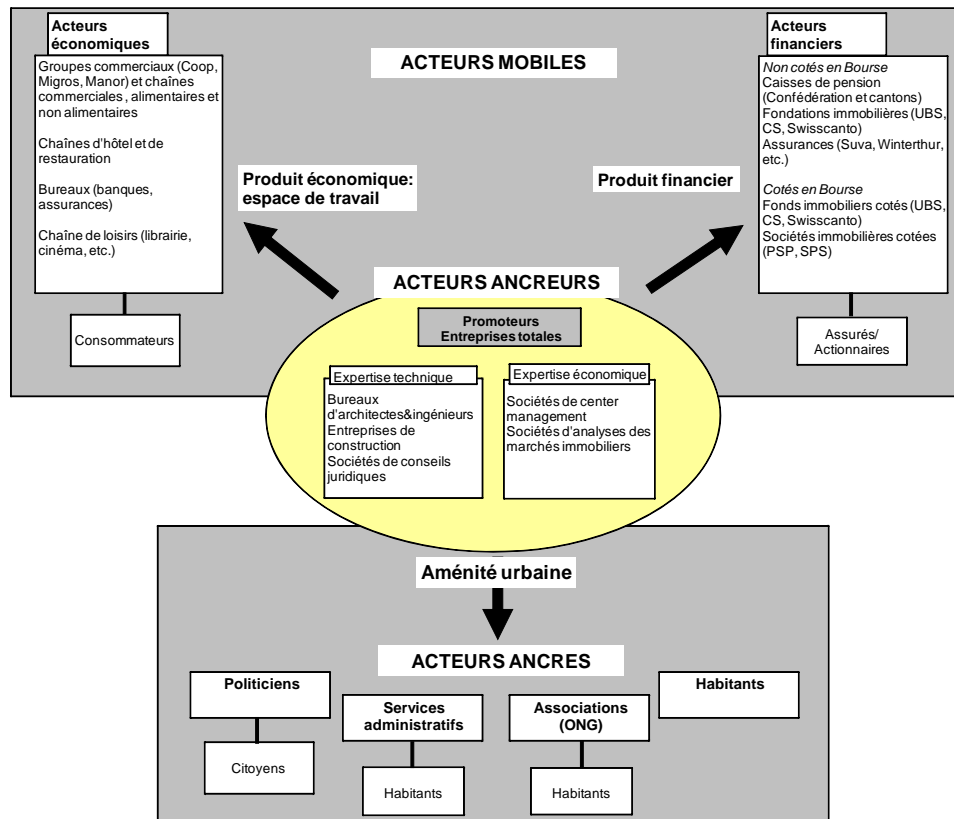 Acteurs
économiques
Groupes commerciaux (Coop,
Migros, Manor) et chaînes
commerciales , alimentaires et
non alimentaires
Chaînes d'hôtel et de
restauration
Bureaux (banques,
assurances)
Chaîne de loisirs (librairie,
cinéma, etc.)
Consommateurs
ACTEURS MOBILES
Acteurs
financiers
Non cotés en Bourse
Caisses de pension
(Confédération et cantons)
Fondations immobilières (UBS,
CS, Swisscanto)
Assurances (Suva, Winterthur,
etc.)
Cotés en Bourse
Fonds immobiliers cotés (UBS,
CS, Swisscanto)
Sociétés immobilières cotées
(PSP, SPS)
Assurés/
Actionnaires
Produit économique:
espace de travail
Produit financier
ACTEURS ANCREURS
Promoteurs
Entreprises totales
Expertise technique
Bureaux
d'architectes&ingénieurs
Entreprises de
construction
Sociétés de conseils
juridiques
Expertise économique
Sociétés de center
management
Sociétés d'analyses des
marchés immobiliers
Aménité urbaine
ACTEURS ANCRES
Politiciens
Citoyens
Services
administratifs
Habitants
Associations
(ONG)
Habitants
Habitants